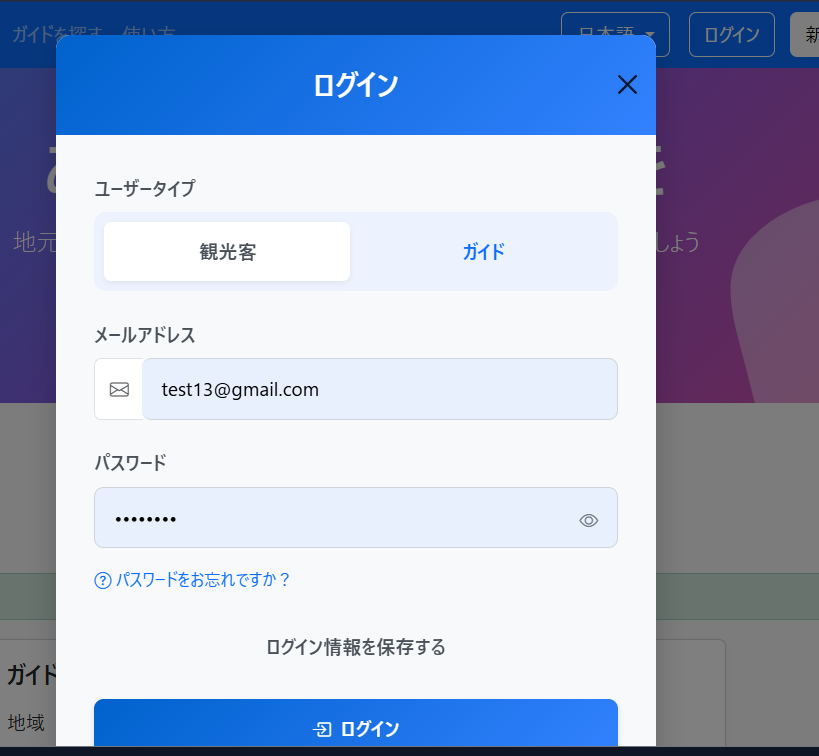 ガイドを探す 使い方
日本語
ログイン
新
ログイン
ユーザータイプ
観光客
ガイド
地元
しょう
メールアドレス
test13@gmail.com
パスワード
••••••••
パスワードをお忘れですか？
ログイン情報を保存する
ガイド
地域
ログイン